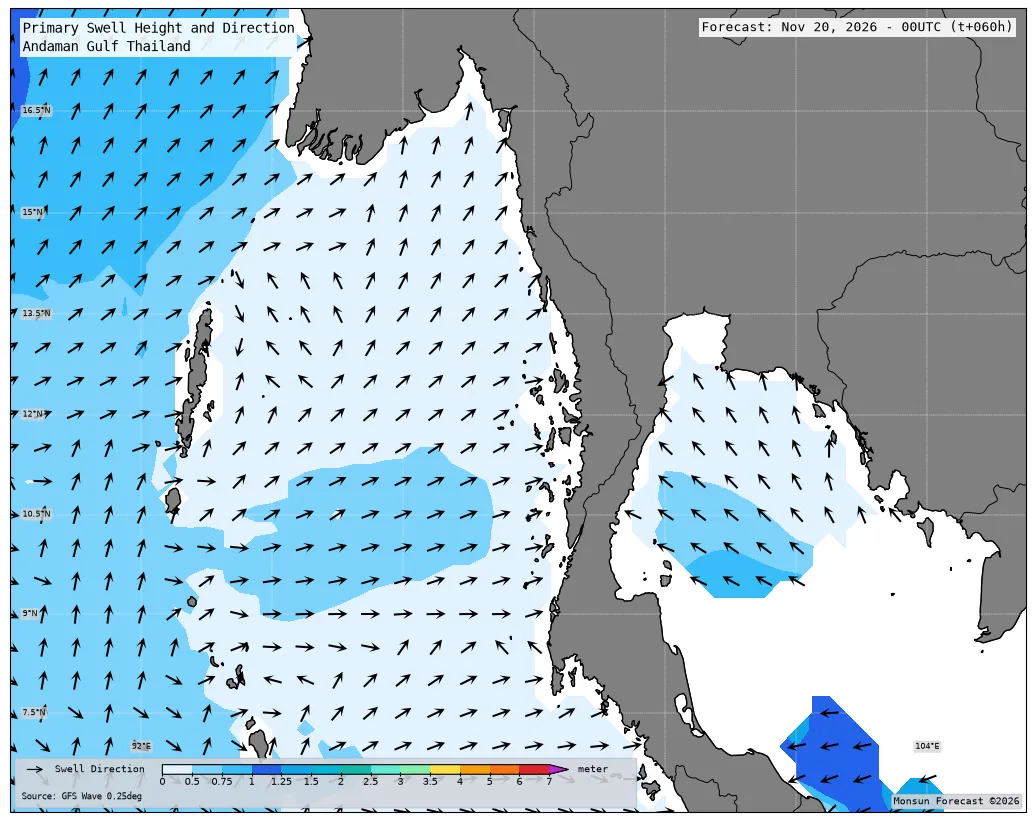 Primary Swell Height and Direction
Andaman Gulf Thailand
Forecast: Nov 20, 2026 - 00UTC (t+060h)
16.5°N
15°N
13.5°N
12°N
10.5°N
9°N
7.5°N
92°E
104°E
Swell Direction
0 0.5 0.75 1 1.25 1.5 2 2.5 3 3.5 4 5 6 meter
Source: GFS Wave 0.25deg
Monsun Forecast ©2026